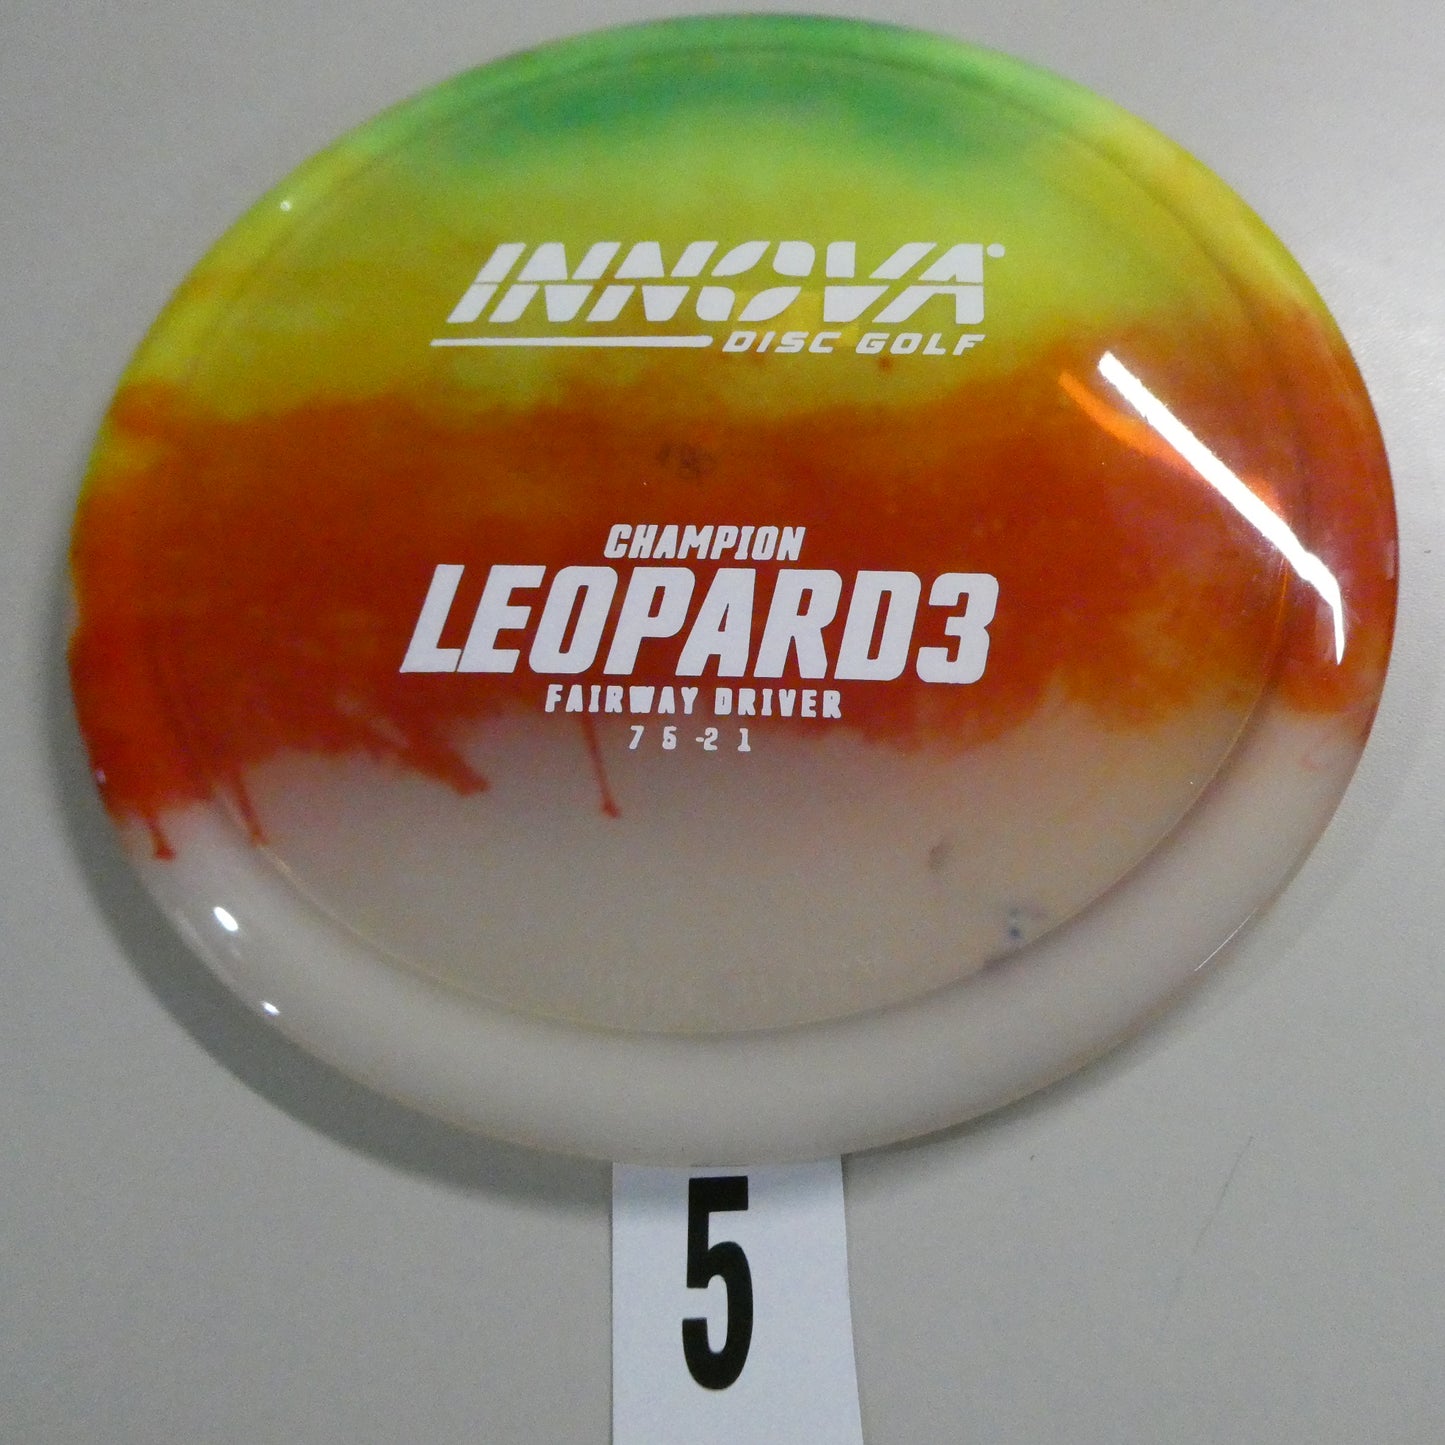 INNOVA
DISC GOLF
CHAMPION
LEOPARD3
FAIRWAY DRIVER
7 5 -2 1
5